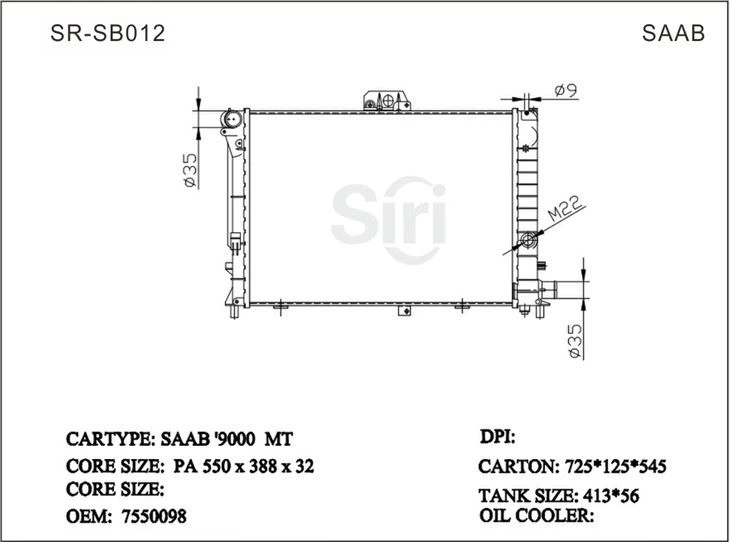 SR-SB012
SAAB
Ø9
Ø35
Siri
M22
Ø35
CARTYPE: SAAB '9000 MT
CORE SIZE: PA 550 x 388 x 32
CORE SIZE:
OEM: 7550098
DPI:
CARTON: 725*125*545
TANK SIZE: 413*56
OIL COOLER: